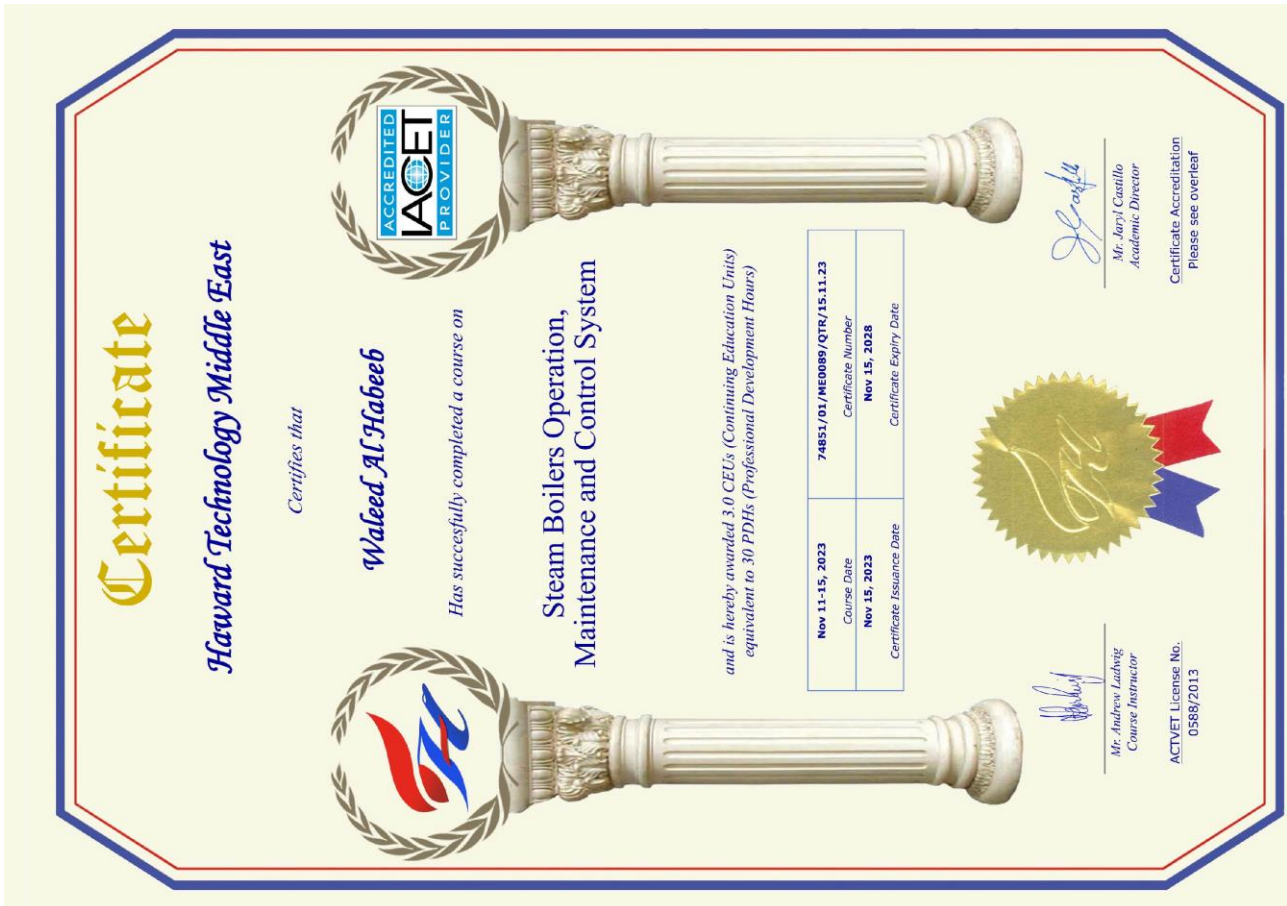 Certificate
Haward Technology Middle East
Certifies that
ACCREDITED
IACET
PROVIDER
Waleed Al Habeeb
Has succesfully completed a course on
Steam Boilers Operation,
Maintenance and Control System
and is hereby awarded 3.0 CEUs (Continuing Education Units)
equivalent to 30 PDHs (Professional Development Hours)
Nov 11-15, 2023 74851/01/ME0089/QTR/15.11.23
Course Date Certificate Number
Nov 15, 2023 Nov 15, 2028
Certificate Issuance Date Certificate Expiry Date
Mr. Andrew Ladwig
Course Instructor
Mr. Jaryl Castillo
Academic Director
ACTVET License No.
0588/2013
Certificate Accreditation
Please see overleaf